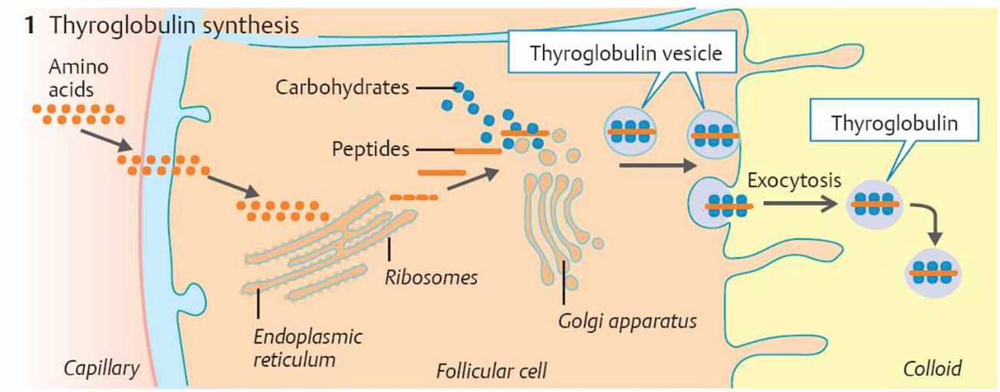 1 Thyroglobulin synthesis
Amino
acids
Carbohydrates
Thyroglobulin vesicle
Thyroglobulin
Peptides
Exocytosis
Ribosomes
Golgi apparatus
Endoplasmic
reticulum
Capillary
Follicular cell
Colloid